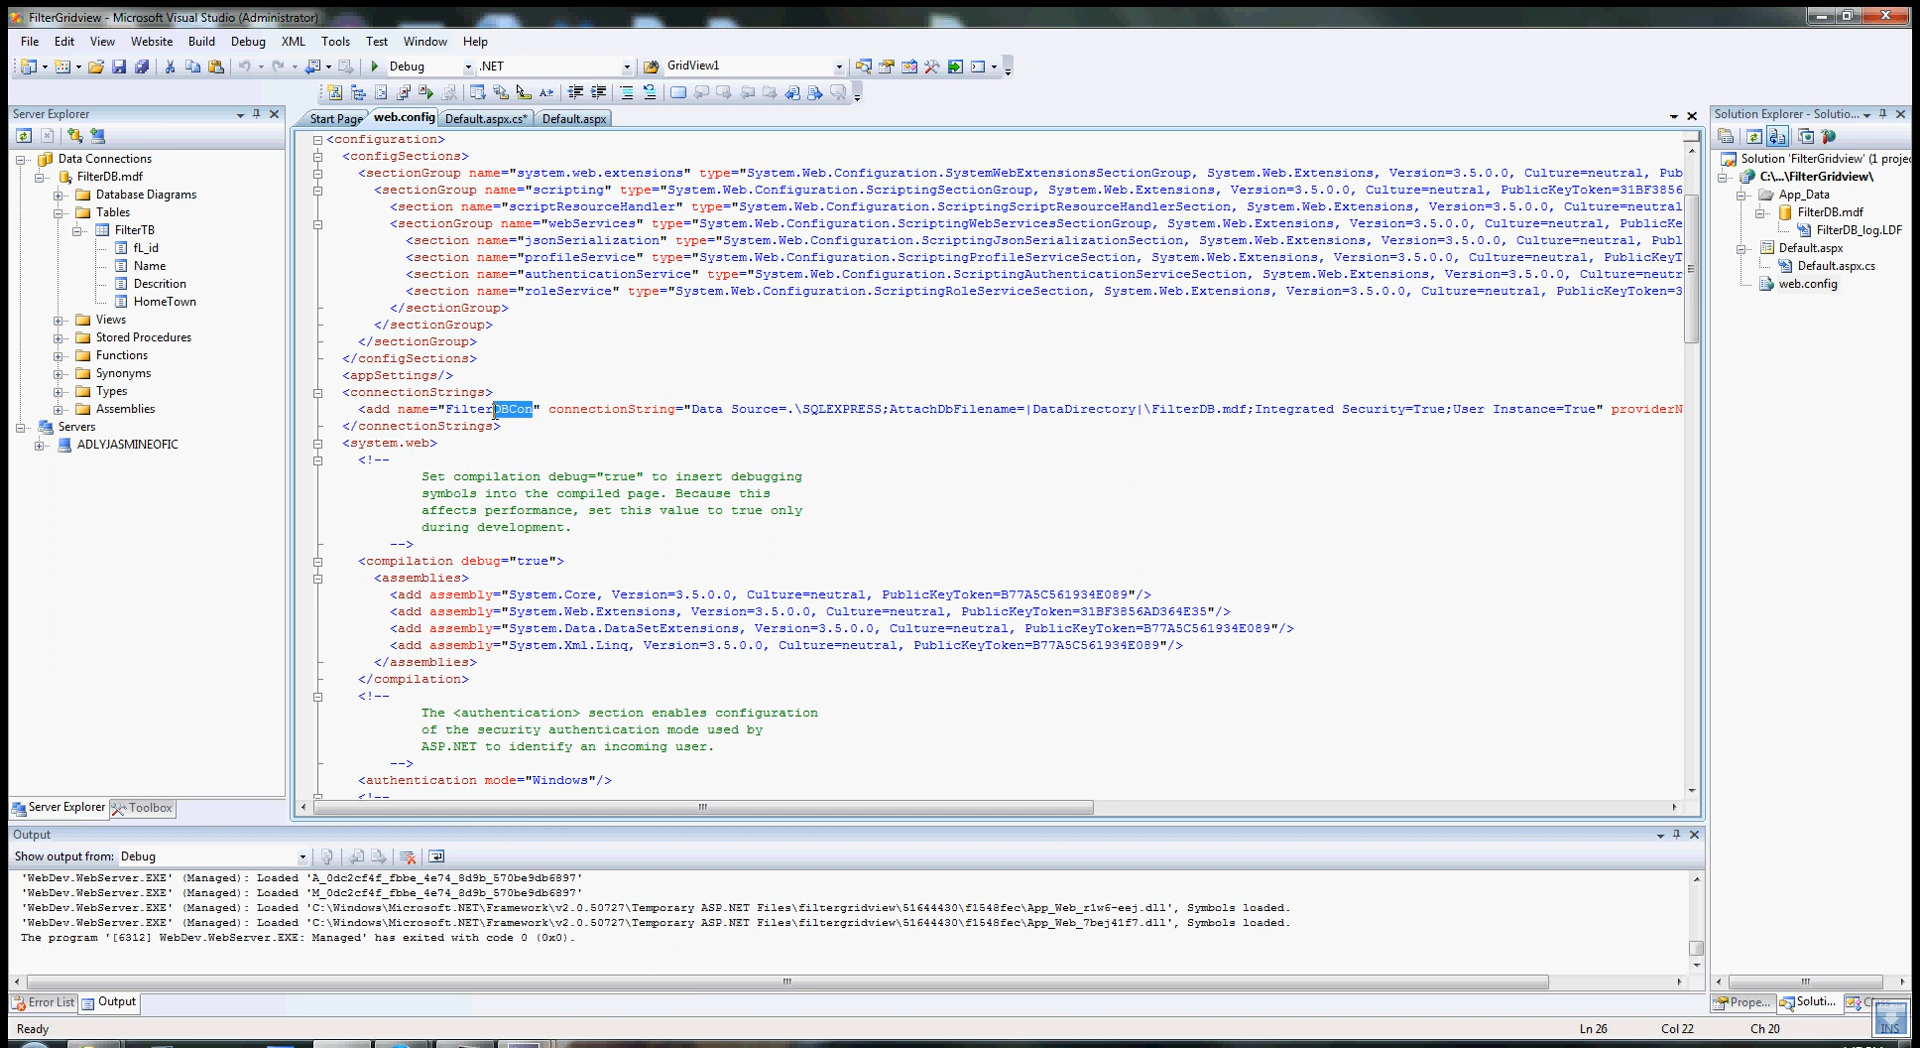 FilterGridview - Microsoft Visual Studio (Administrator)
File Edit View Website Build Debug XML Tools Test Window Help
Debug .NET GridView1
Server Explorer
Data Connections
FilterDB.mdf
Database Diagrams
Tables
FilterTB
fL_id
Name
Descrition
HomeTown
Views
Stored Procedures
Functions
Synonyms
Types
Assemblies
Servers
ADLYJASMINEOFIC
Server Explorer Toolbox
Start Page web.config Default.aspx.cs* Default.aspx
<configuration>
<configSections>
<sectionGroup name="system.web.extensions" type="System.Web.Configuration.SystemWebExtensionsSectionGroup, System.Web.Extensions, Version=3.5.0.0, Culture=neutral, Pub
<sectionGroup name="scripting" type="System.Web.Configuration.ScriptingSectionGroup, System.Web.Extensions, Version=3.5.0.0, Culture=neutral, PublicKeyToken=31BF3856
<section name="scriptResourceHandler" type="System.Web.Configuration.ScriptingScriptResourceHandlerSection, System.Web.Extensions, Version=3.5.0.0, Culture=neutral
<sectionGroup name="webServices" type="System.Web.Configuration.ScriptingWebServicesSectionGroup, System.Web.Extensions, Version=3.5.0.0, Culture=neutral, PublicKe
<section name="jsonSerialization" type="System.Web.Configuration.ScriptingJsonSerializationSection, System.Web.Extensions, Version=3.5.0.0, Culture=neutral, Publ
<section name="profileService" type="System.Web.Configuration.ScriptingProfileServiceSection, System.Web.Extensions, Version=3.5.0.0, Culture=neutral, PublicKeyT
<section name="authenticationService" type="System.Web.Configuration.ScriptingAuthenticationServiceSection, System.Web.Extensions, Version=3.5.0.0, Culture=neutr
<section name="roleService" type="System.Web.Configuration.ScriptingRoleServiceSection, System.Web.Extensions, Version=3.5.0.0, Culture=neutral, PublicKeyToken=3
</sectionGroup>
</sectionGroup>
</sectionGroup>
</configSections>
<appSettings/>
<connectionStrings>
<add name="FilterDBCon" connectionString="Data Source=.\SQLEXPRESS;AttachDbFilename=|DataDirectory|\FilterDB.mdf;Integrated Security=True;User Instance=True" providerN
</connectionStrings>
<system.web>
<!--
Set compilation debug="true" to insert debugging
symbols into the compiled page. Because this
affects performance, set this value to true only
during development.
-->
<compilation debug="true">
<assemblies>
<add assembly="System.Core, Version=3.5.0.0, Culture=neutral, PublicKeyToken=B77A5C561934E089"/>
<add assembly="System.Web.Extensions, Version=3.5.0.0, Culture=neutral, PublicKeyToken=31BF3856AD364E35"/>
<add assembly="System.Data.DataSetExtensions, Version=3.5.0.0, Culture=neutral, PublicKeyToken=B77A5C561934E089"/>
<add assembly="System.Xml.Linq, Version=3.5.0.0, Culture=neutral, PublicKeyToken=B77A5C561934E089"/>
</assemblies>
</compilation>
<!--
The <authentication> section enables configuration
of the security authentication mode used by
ASP.NET to identify an incoming user.
-->
<authentication mode="Windows"/>
<!--
Solution Explorer - Solutio...
Solution 'FilterGridview' (1 projec
C:\...\FilterGridview\
App_Data
FilterDB.mdf
FilterDB_log.LDF
Default.aspx
Default.aspx.cs
web.config
Prope... Soluti... Class
Output
Show output from: Debug
'WebDev.WebServer.EXE' (Managed): Loaded 'A_0dc2cf4f_fbbe_4e74_8d9b_570be9db6897'
'WebDev.WebServer.EXE' (Managed): Loaded 'M_0dc2cf4f_fbbe_4e74_8d9b_570be9db6897'
'WebDev.WebServer.EXE' (Managed): Loaded 'C:\Windows\Microsoft.NET\Framework\v2.0.50727\Temporary ASP.NET Files\filtergridview\51644430\f1548fec\App_Web_r1w6-eej.dll', Symbols loaded.
'WebDev.WebServer.EXE' (Managed): Loaded 'C:\Windows\Microsoft.NET\Framework\v2.0.50727\Temporary ASP.NET Files\filtergridview\51644430\f1548fec\App_Web_7bej41f7.dll', Symbols loaded.
The program '[6312] WebDev.WebServer.EXE: Managed' has exited with code 0 (0x0).
Error List Output
Ready Ln 26 Col 22 Ch 20 INS